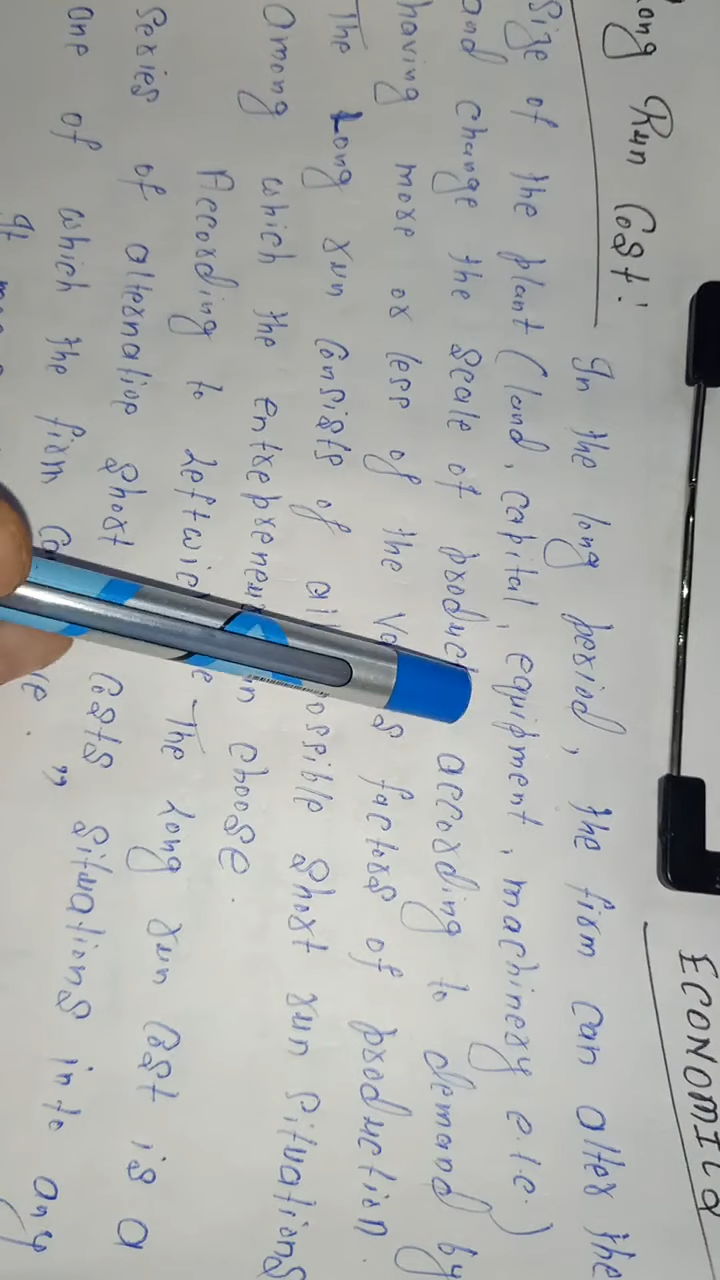 ECONOMICS
Long Run Cost:
In the long period, the firm can alter the
Size of the plant (land, capital, equipment, machinery e.t.c.)
and change the Scale of product according to demand by
having more or less of the factors of production.
The Long run Consists of all possible Short run Situations
among which the entrepreneur choose.
According to The Long run Cost is a
Series of alternative Short Costs Situations into any
one of which the firm
It